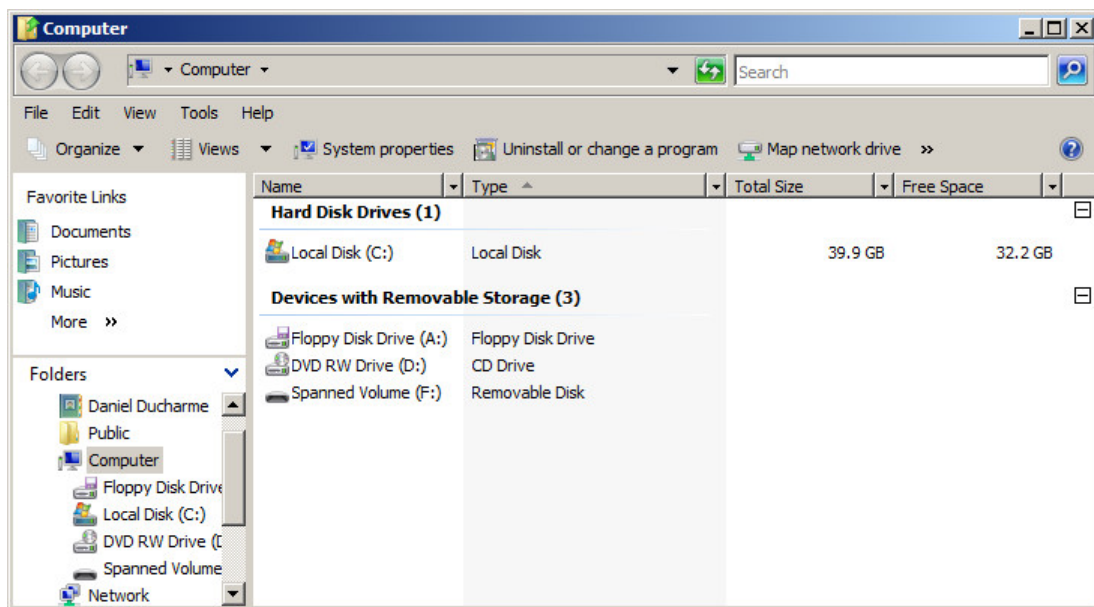 Computer
Computer
Search
File Edit View Tools Help
Organize Views System properties Uninstall or change a program Map network drive »
Favorite Links
Documents
Pictures
Music
More »
Folders
Daniel Ducharme
Public
Computer
Floppy Disk Drive
Local Disk (C:)
DVD RW Drive (D
Spanned Volume
Network
Name Type Total Size Free Space
Hard Disk Drives (1)
Local Disk (C:) Local Disk 39.9 GB 32.2 GB
Devices with Removable Storage (3)
Floppy Disk Drive (A:) Floppy Disk Drive
DVD RW Drive (D:) CD Drive
Spanned Volume (F:) Removable Disk